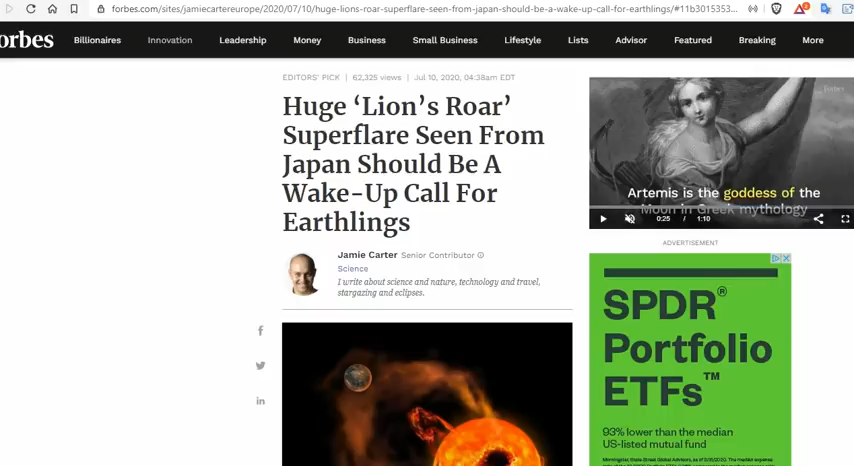 forbes.com/sites/jamiecartereurope/2020/07/10/huge-lions-roar-superflare-seen-from-japan-should-be-a-wake-up-call-for-earthlings/#11b3015353...
orbes
Billionaires Innovation Leadership Money Business Small Business Lifestyle Lists Advisor Featured Breaking More
EDITORS' PICK | 62,325 views | Jul 10, 2020, 04:38am EDT
Huge ‘Lion’s Roar’
Superflare Seen From
Japan Should Be A
Wake-Up Call For
Earthlings
Jamie Carter Senior Contributor
Science
I write about science and nature, technology and travel,
stargazing and eclipses.
Forbes
Artemis is the goddess of the
Moon in Greek mythology
0:25 / 1:10
ADVERTISEMENT
SPDR®
Portfolio
ETFs™
93% lower than the median
US-listed mutual fund